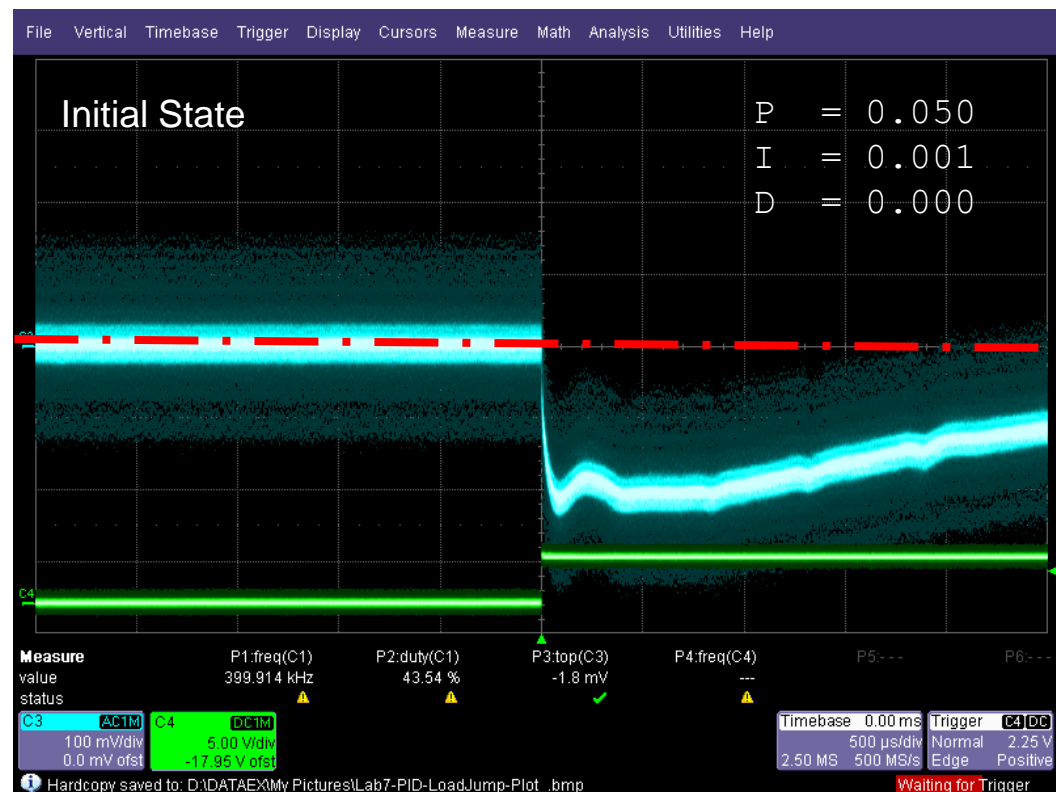 File Vertical Timebase Trigger Display Cursors Measure Math Analysis Utilities Help
Initial State
P = 0.050
I = 0.001
D = 0.000
C3
C4
Measure P1:freq(C1) P2:duty(C1) P3:top(C3) P4:freq(C4) P5:--- P6:---
value 399.914 kHz 43.54 % -1.8 mV ---
status
C3 AC1M C4 DC1M Timebase 0.00 ms Trigger C4 DC
100 mV/div 5.00 V/div 500 µs/div Normal 2.25 V
0.0 mV ofst -17.95 V ofst 2.50 MS 500 MS/s Edge Positive
Hardcopy saved to: D:\DATAEX\My Pictures\Lab7-PID-LoadJump-Plot_.bmp Waiting for Trigger